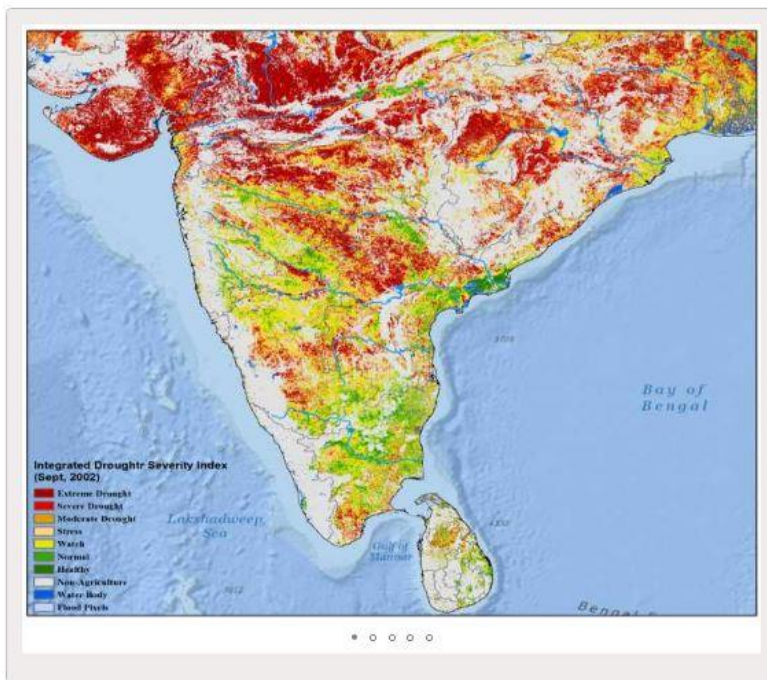 Bay of
Bengal
Integrated Droughtr Severity Index
(Sept, 2002)
Extreme Drought
Severe Drought
Moderate Drought
Stress
Watch
Normal
Healthy
Non-Agriculture
Water Body
Flood Pixels
Lakshadweep
Sea
Gulf of
Mannar
Bengal